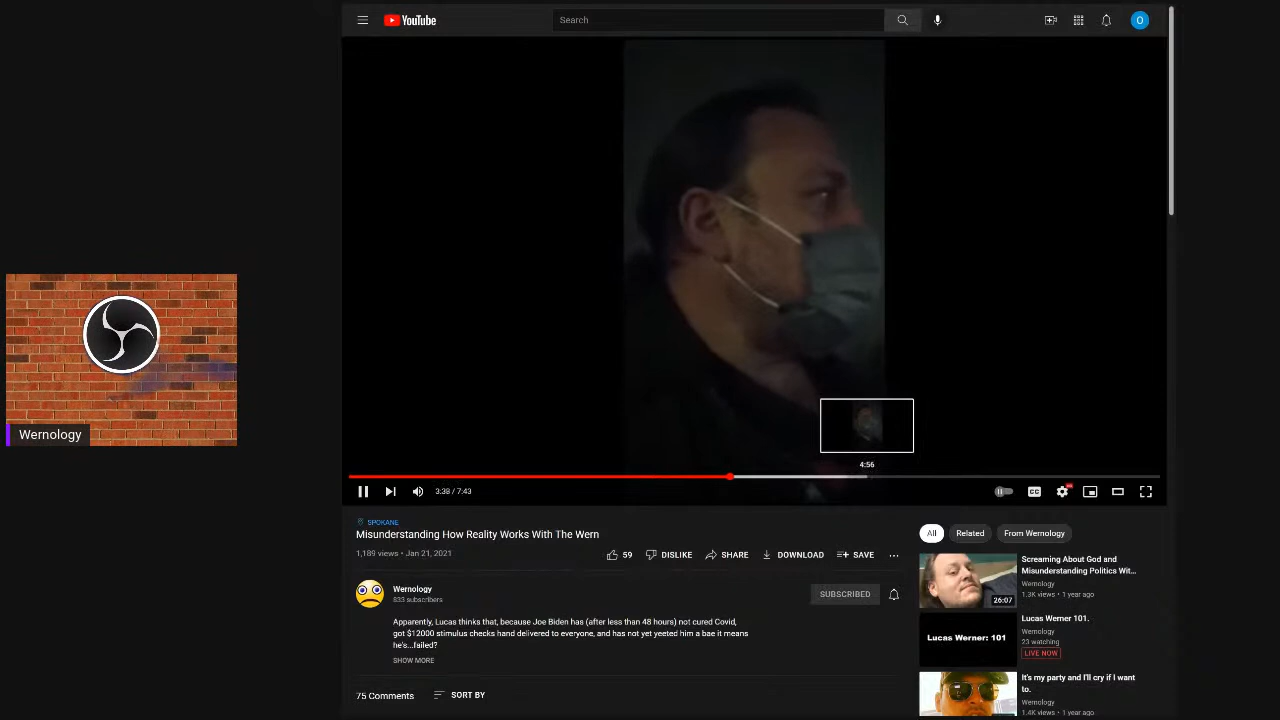 YouTube
Search
O
4:56
3:38 / 7:43
CC
SPOKANE
Misunderstanding How Reality Works With The Wern
1,189 views • Jan 21, 2021
59
DISLIKE
SHARE
DOWNLOAD
SAVE
Wernology
833 subscribers
SUBSCRIBED
Apparently, Lucas thinks that, because Joe Biden has (after less than 48 hours) not cured Covid,
got $12000 stimulus checks hand delivered to everyone, and has not yet yeeted him a bae it means
he's...failed?
SHOW MORE
75 Comments
SORT BY
All
Related
From Wernology
26:07
Screaming About God and
Misunderstanding Politics Wit...
Wernology
1.3K views • 1 year ago
Lucas Werner: 101
Lucas Werner 101.
Wernology
23 watching
LIVE NOW
It's my party and I'll cry if I want
to.
Wernology
1.4K views • 1 year ago
Wernology